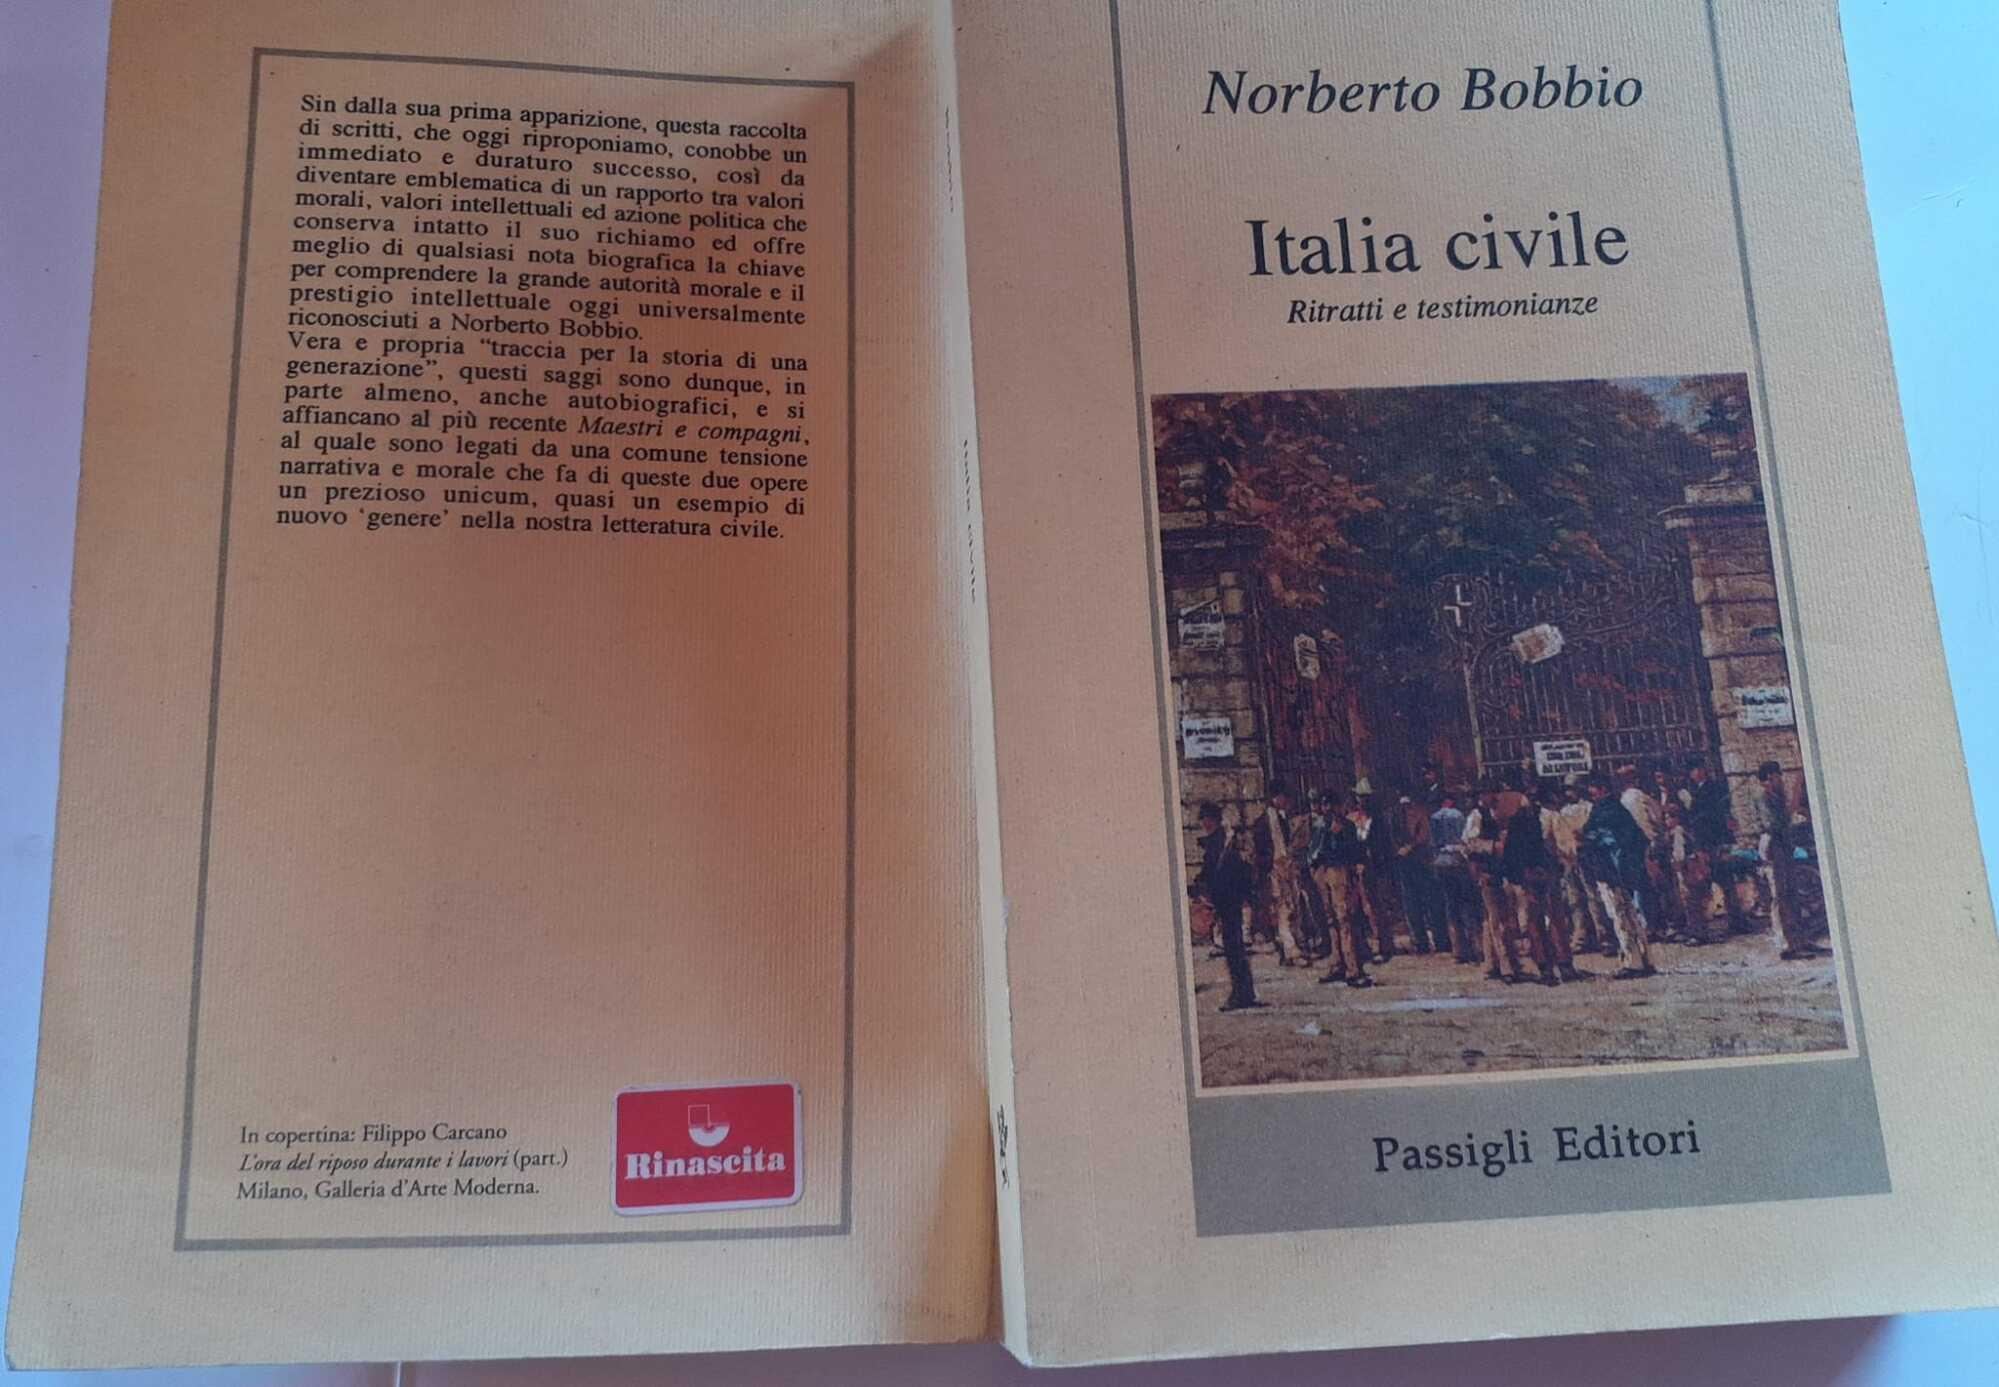 Sin dalla sua prima apparizione, questa raccolta
di scritti, che oggi riproponiamo, conobbe un
immediato e duraturo successo, così da
diventare emblematica di un rapporto tra valori
morali, valori intellettuali ed azione politica che
conserva intatto il suo richiamo ed offre
meglio di qualsiasi nota biografica la chiave
per comprendere la grande autorità morale e il
prestigio intellettuale oggi universalmente
riconosciuti a Norberto Bobbio.
Vera e propria “traccia per la storia di una
generazione”, questi saggi sono dunque, in
parte almeno, anche autobiografici, e si
affiancano al più recente Maestri e compagni,
al quale sono legati da una comune tensione
narrativa e morale che fa di queste due opere
un prezioso unicum, quasi un esempio di
nuovo ‘genere’ nella nostra letteratura civile.
In copertina: Filippo Carcano
L'ora del riposo durante i lavori (part.)
Milano, Galleria d'Arte Moderna.
Rinascita
Norberto Bobbio
Italia civile
Ritratti e testimonianze
Passigli Editori